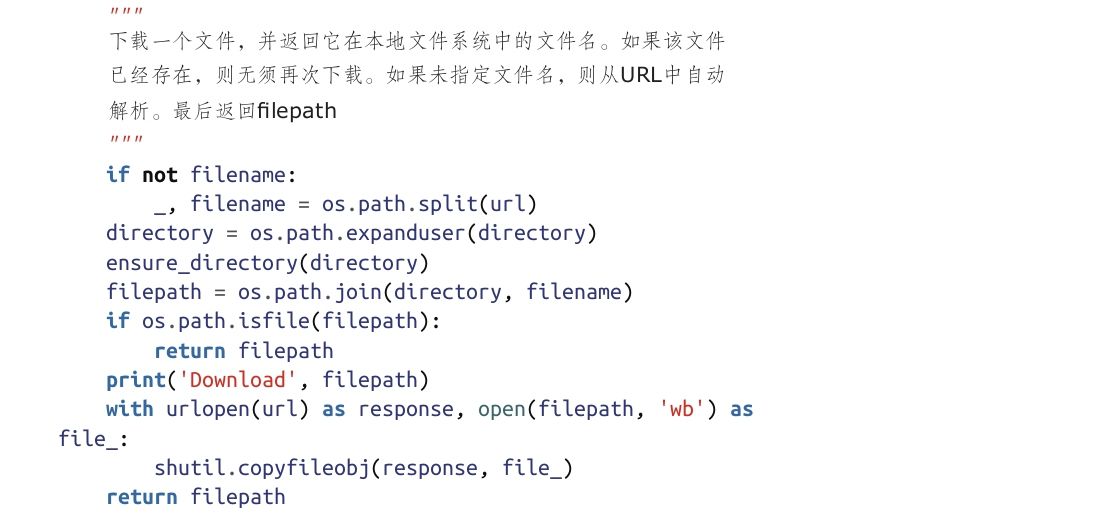 """
下载一个文件，并返回它在本地文件系统中的文件名。如果该文件
已经存在，则无须再次下载。如果未指定文件名，则从URL中自动
解析。最后返回filepath
"""
if not filename:
    _, filename = os.path.split(url)
directory = os.path.expanduser(directory)
ensure_directory(directory)
filepath = os.path.join(directory, filename)
if os.path.isfile(filepath):
    return filepath
print('Download', filepath)
with urlopen(url) as response, open(filepath, 'wb') as
file_:
    shutil.copyfileobj(response, file_)
return filepath